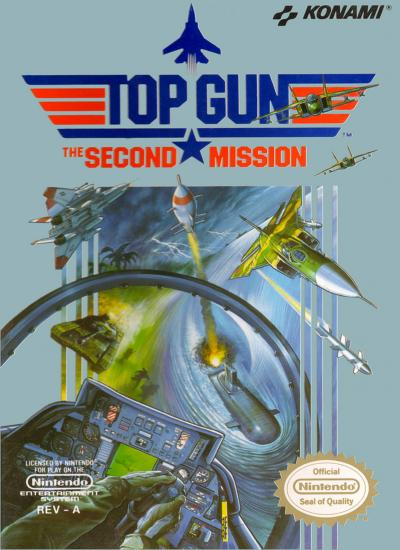 KONAMI®
TOP GUN
™
THE SECOND MISSION
LICENSED BY NINTENDO
FOR PLAY ON THE
Nintendo
ENTERTAINMENT
SYSTEM
REV - A
Official
Nintendo
Seal of Quality